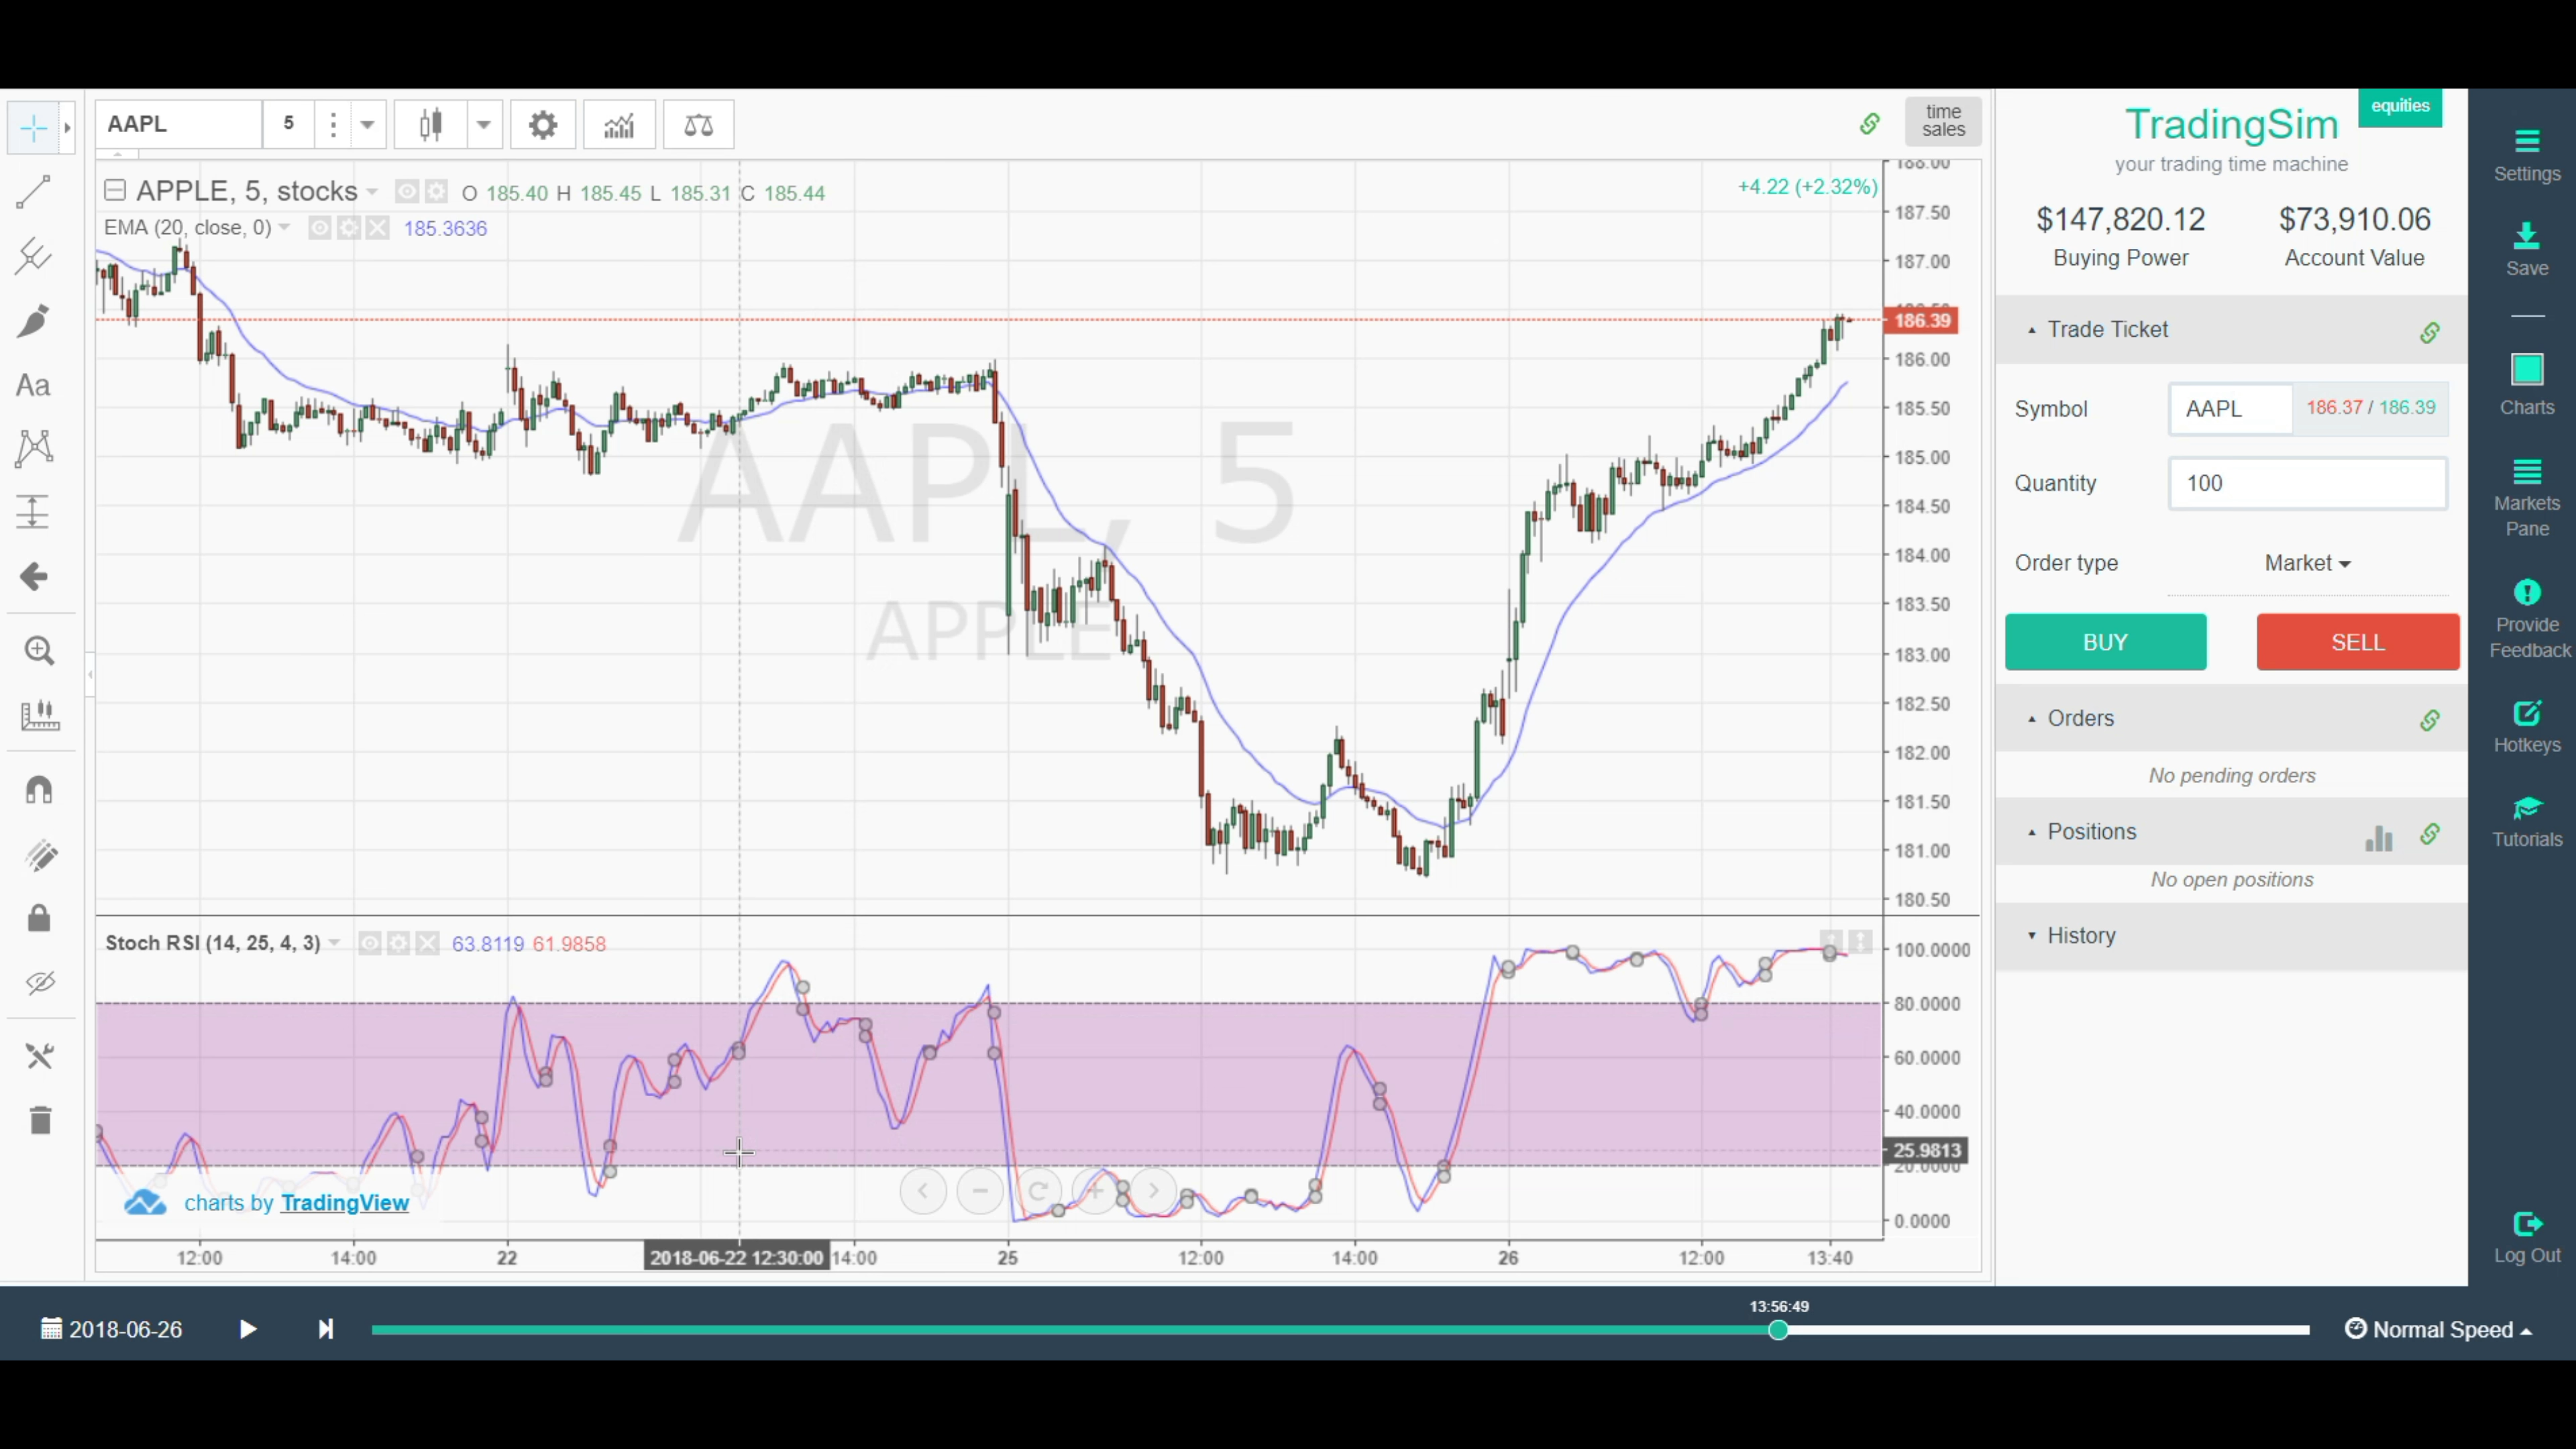 AAPL 5
time
sales
APPLE, 5, stocks O 185.40 H 185.45 L 185.31 C 185.44
+4.22 (+2.32%)
EMA (20, close, 0) 185.3636
Aa
AAPL, 5
APPLE
188.00
187.50
187.00
186.39
186.00
185.50
185.00
184.50
184.00
183.50
183.00
182.50
182.00
181.50
181.00
180.50
Stoch RSI (14, 25, 4, 3) 63.8119 61.9858
100.0000
80.0000
60.0000
40.0000
25.9813
20.0000
0.0000
charts by TradingView
12:00 14:00 22 2018-06-22 12:30:00 14:00 25 12:00 14:00 26 12:00 13:40
equities
TradingSim
your trading time machine
$147,820.12 $73,910.06
Buying Power Account Value
Trade Ticket
Symbol AAPL 186.37 / 186.39
Quantity 100
Order type Market
BUY SELL
Orders
No pending orders
Positions
No open positions
History
Settings
Save
Charts
Markets
Pane
Provide
Feedback
Hotkeys
Tutorials
Log Out
13:56:49
2018-06-26 Normal Speed